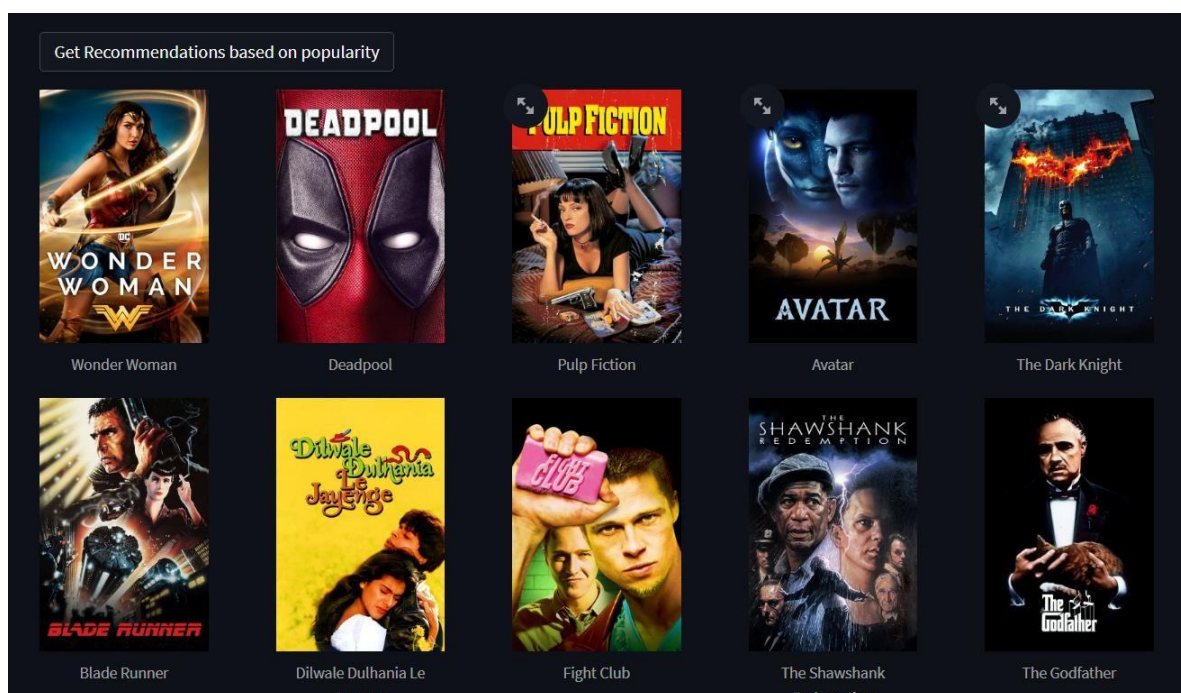 Get Recommendations based on popularity
DC
WONDER
WOMAN
DEADPOOL
PULP FICTION
AVATAR
THE DARK KNIGHT
Wonder Woman
Deadpool
Pulp Fiction
Avatar
The Dark Knight
BLADE RUNNER
Dilwale
Dulhania
Le
Jayenge
FIGHT
CLUB
THE
SHAWSHANK
REDEMPTION
The
Godfather
Blade Runner
Dilwale Dulhania Le
Fight Club
The Shawshank
The Godfather